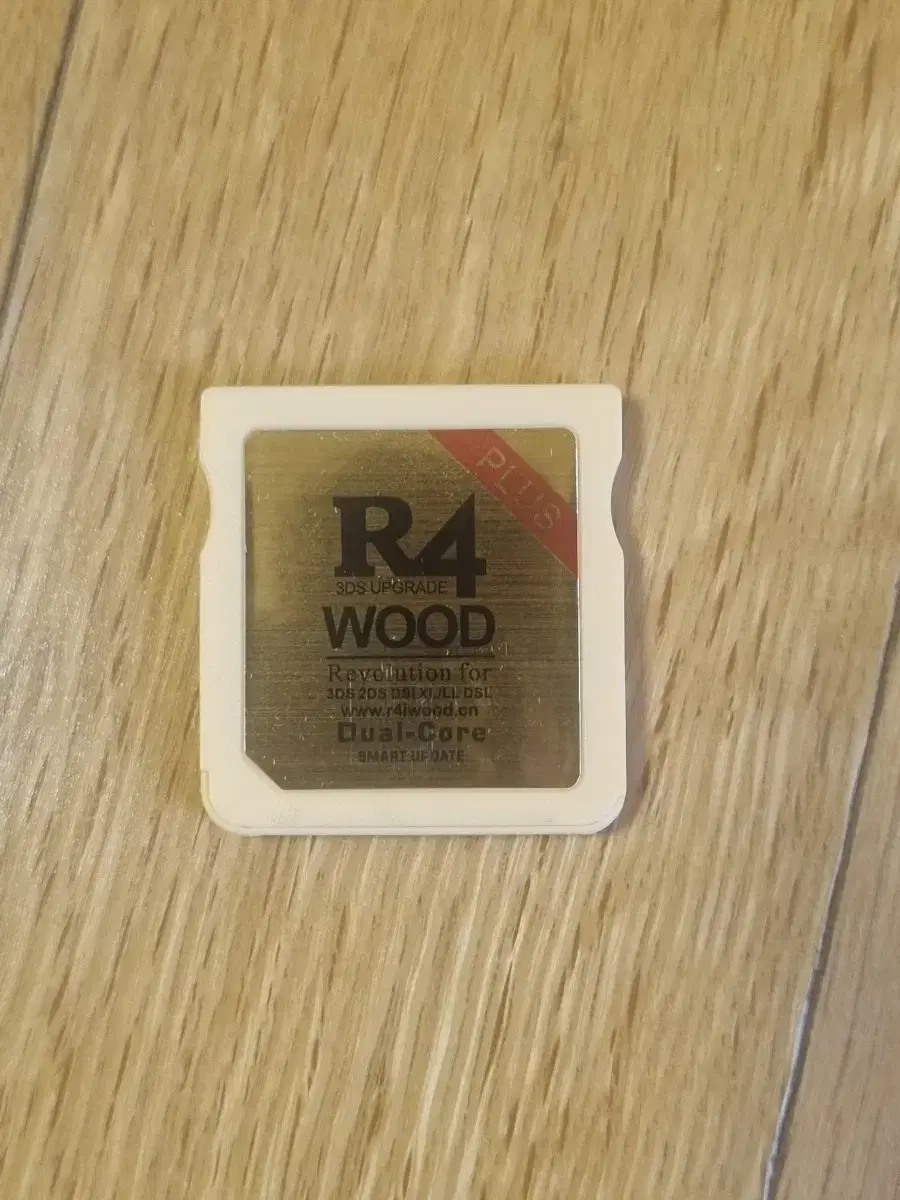 PLUS
R4
3DS UPGRADE
WOOD
Revolution for
3DS 2DS DSI XL/LL DSL
www.r4iwood.cn
Dual-Core
SMART UPDATE